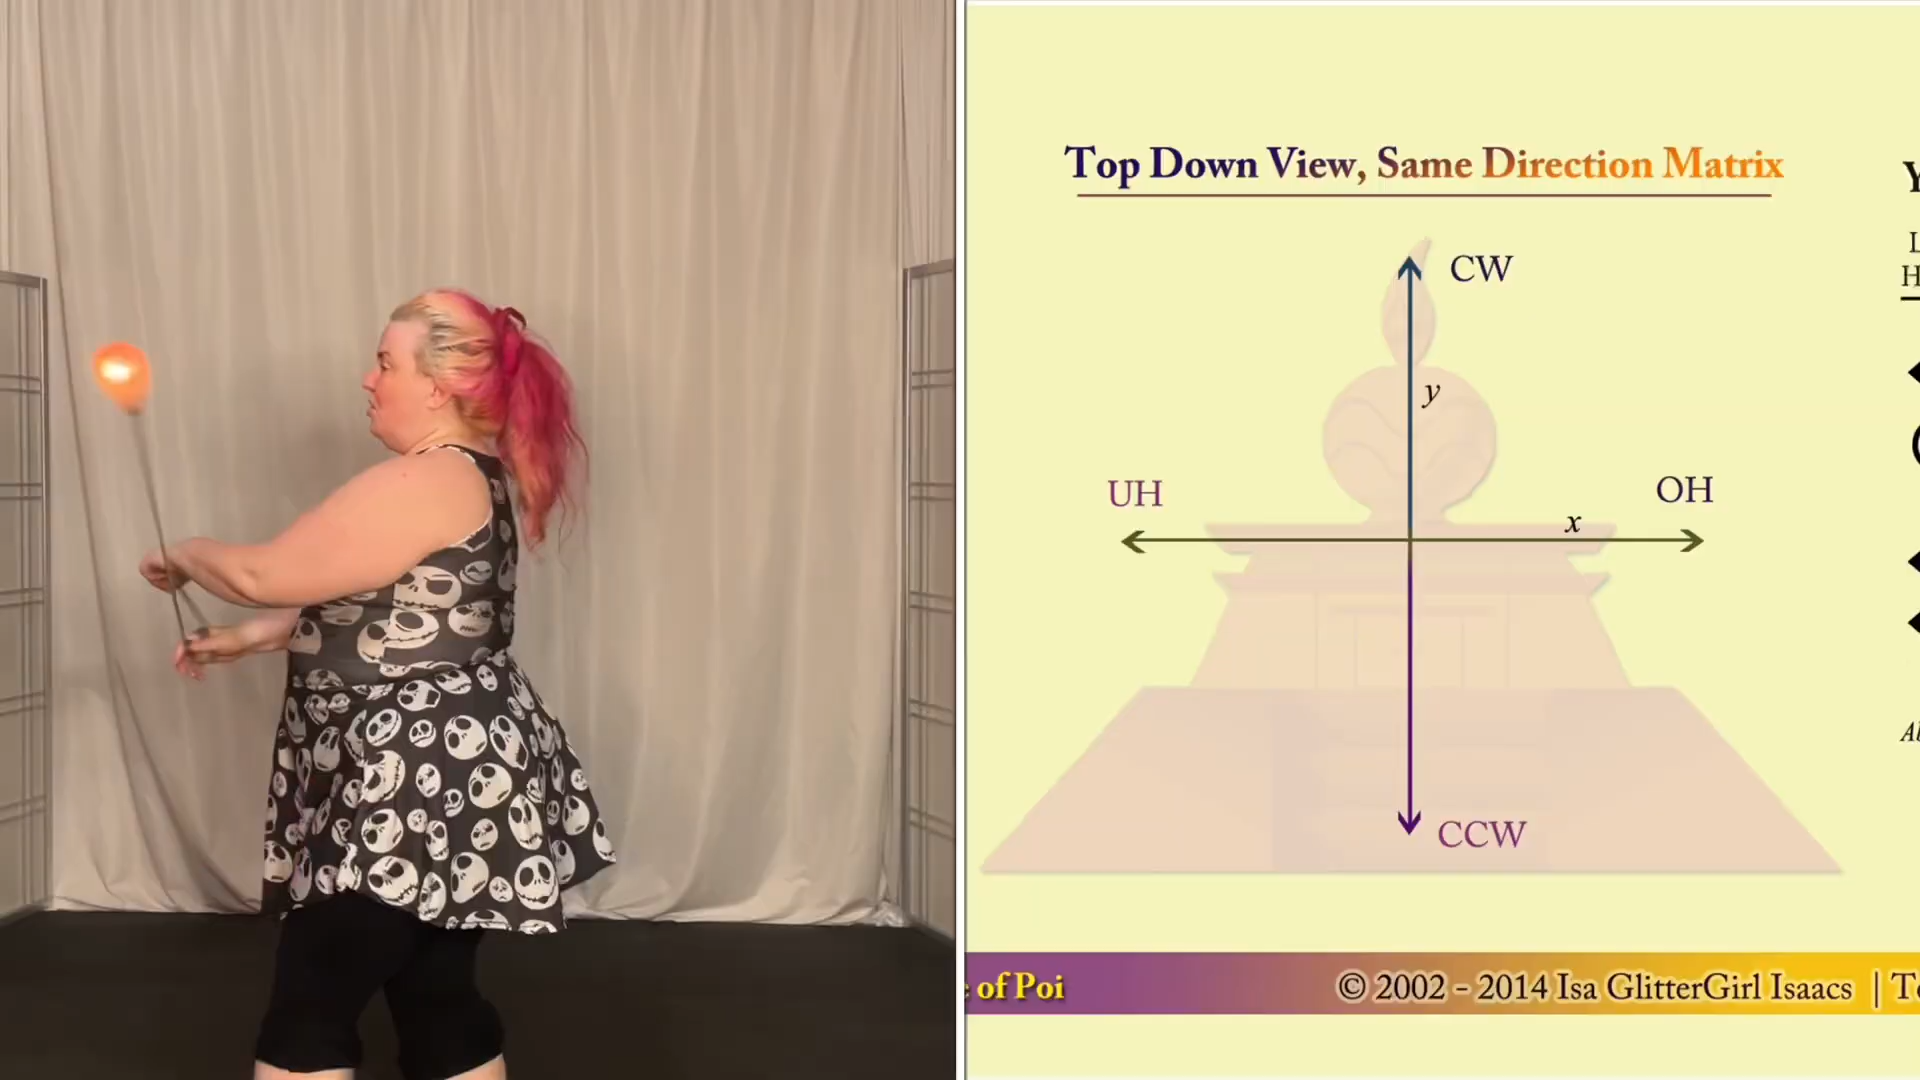 Top Down View, Same Direction Matrix
CW
y
UH
OH
x
CCW
of Poi
© 2002 - 2014 Isa GlitterGirl Isaacs |